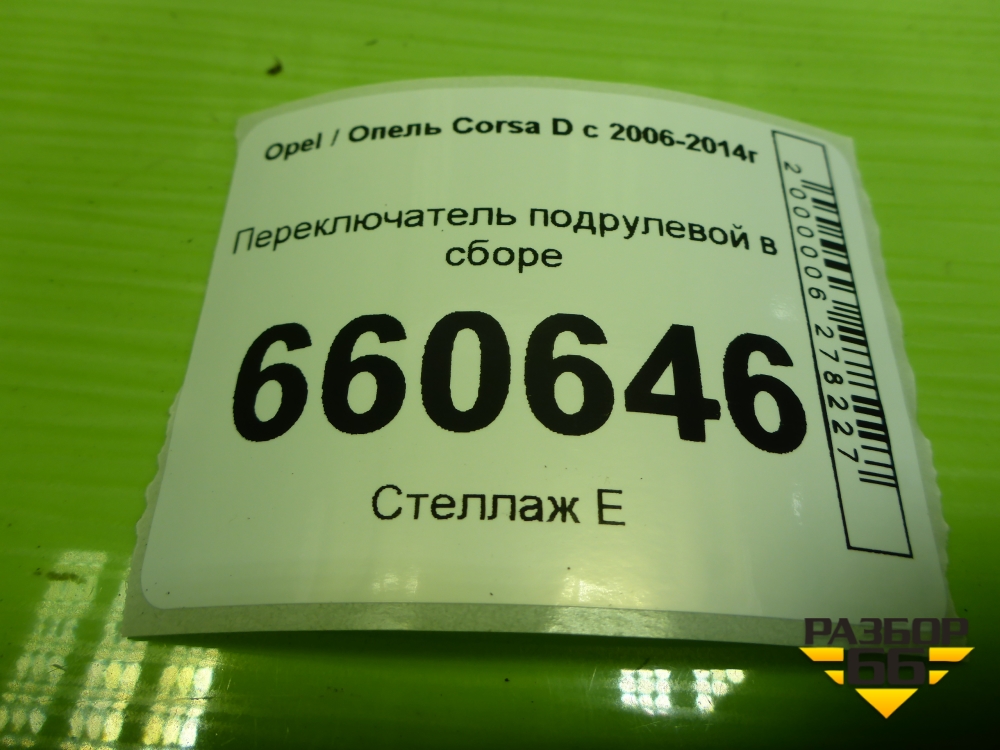 Opel / Опель Corsa D с 2006-2014г
Переключатель подрулевой в
сборе
660646
Стеллаж Е
2000006278227
РАЗБОР
66